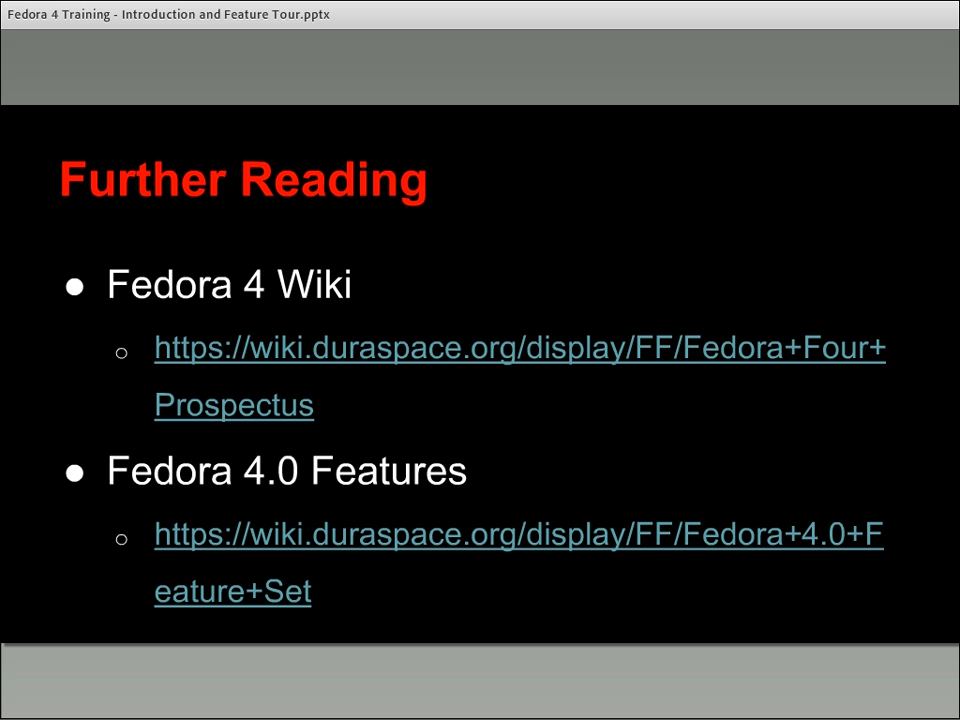 Fedora 4 Training - Introduction and Feature Tour.pptx
Further Reading
● Fedora 4 Wiki
o https://wiki.duraspace.org/display/FF/Fedora+Four+
Prospectus
● Fedora 4.0 Features
o https://wiki.duraspace.org/display/FF/Fedora+4.0+F
eature+Set